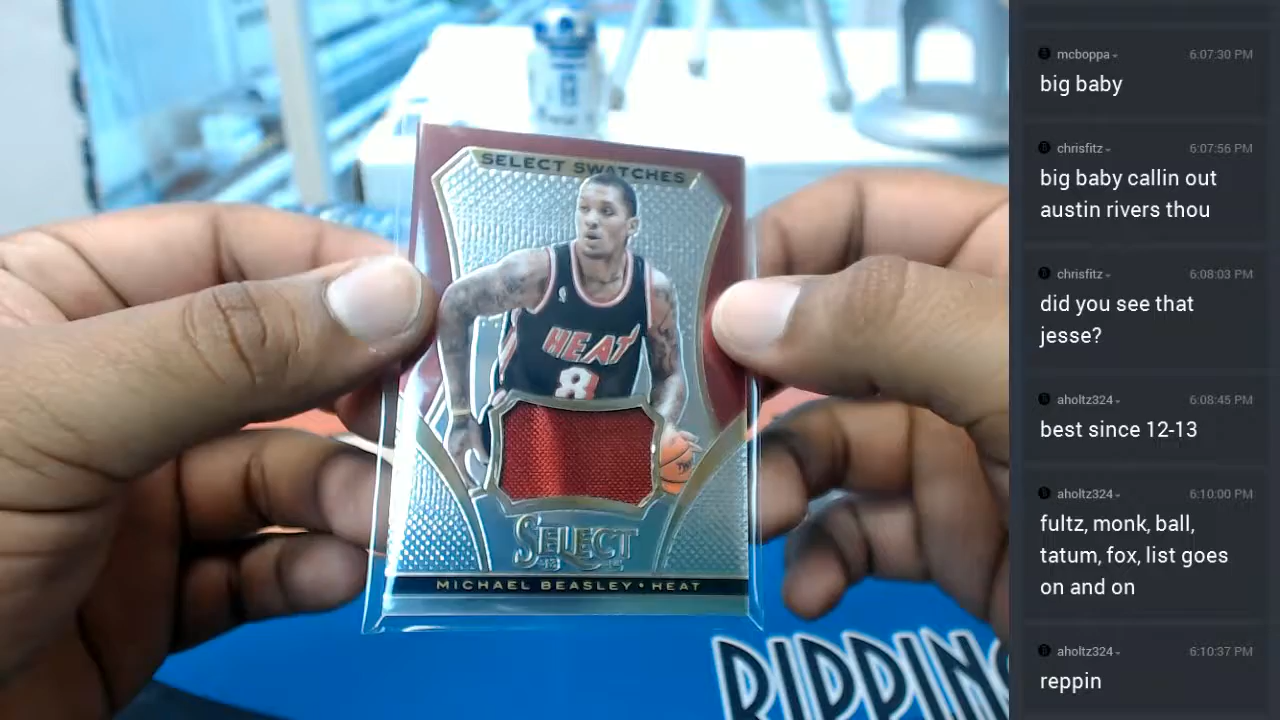 SELECT SWATCHES
HEAT
8
SELECT
MICHAEL BEASLEY • HEAT
RIPPING
mcboppa
6:07:30 PM
big baby
chrisfitz
6:07:56 PM
big baby callin out
austin rivers thou
chrisfitz
6:08:03 PM
did you see that
jesse?
aholtz324
6:08:45 PM
best since 12-13
aholtz324
6:10:00 PM
fultz, monk, ball,
tatum, fox, list goes
on and on
aholtz324
6:10:37 PM
reppin